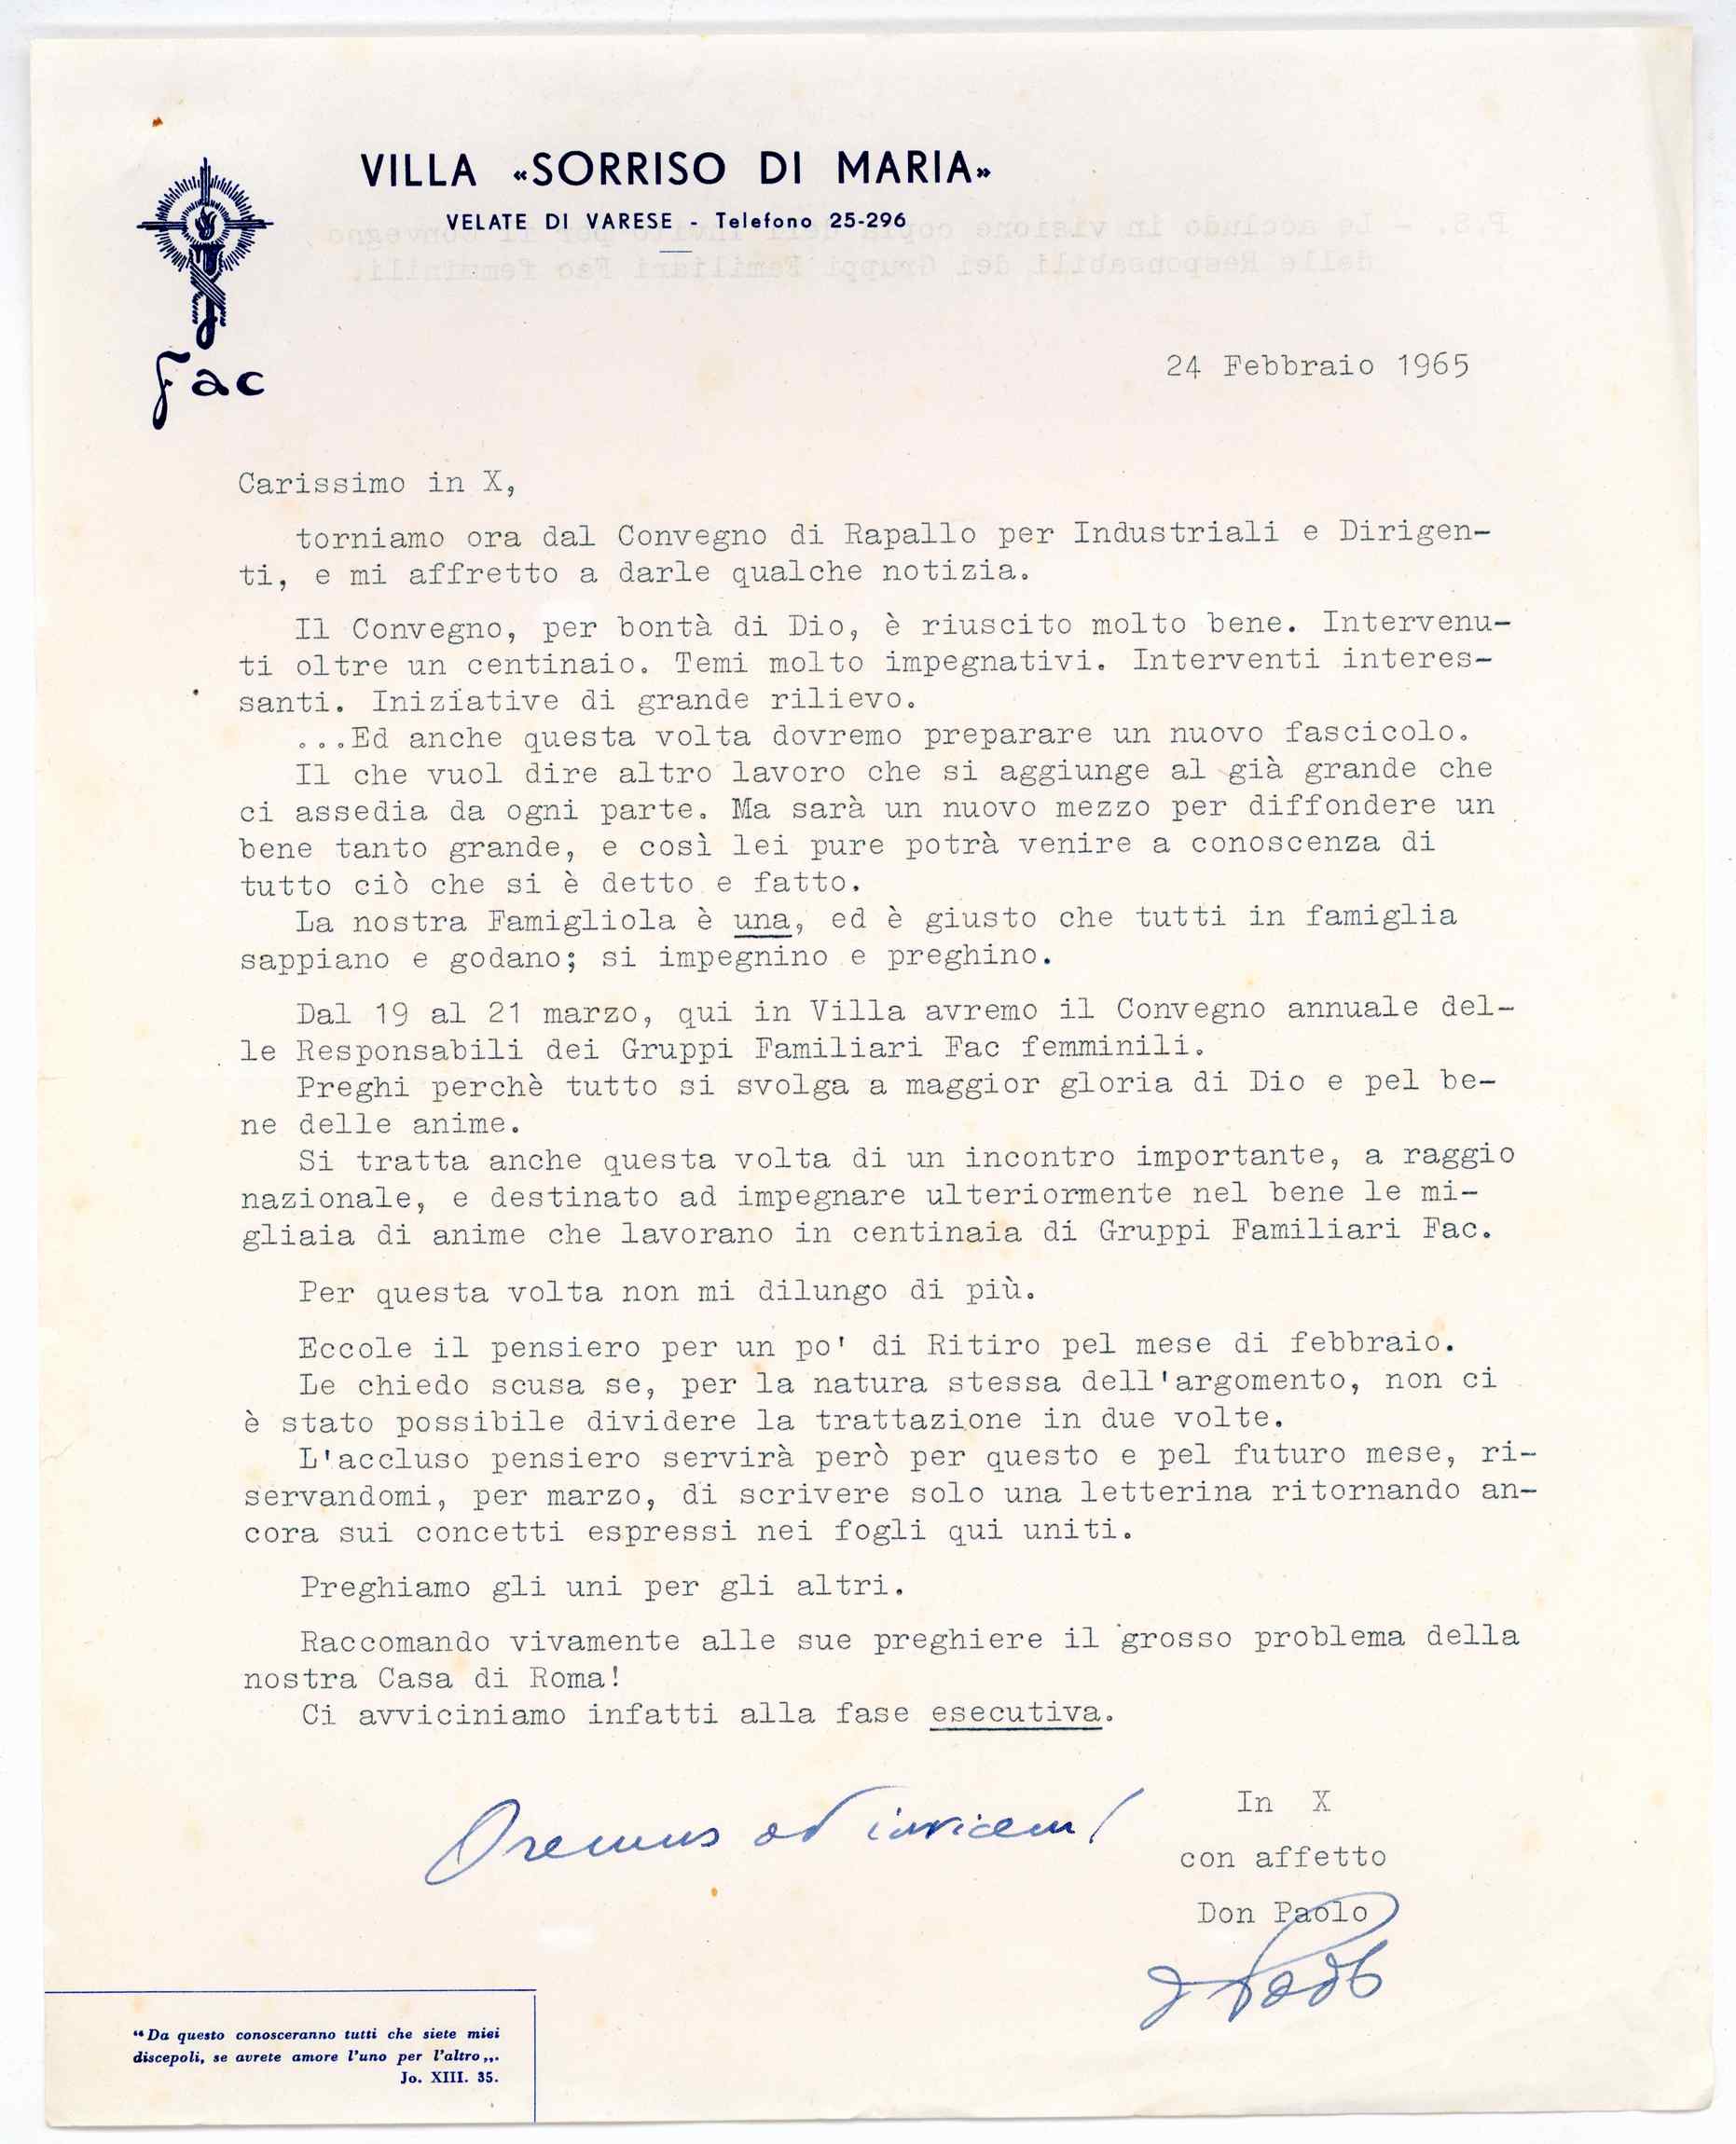 VILLA «SORRISO DI MARIA»
VELATE DI VARESE - Telefono 25-296
Fac
24 Febbraio 1965
Carissimo in X,
torniamo ora dal Convegno di Rapallo per Industriali e Dirigen-
ti, e mi affretto a darle qualche notizia.
Il Convegno, per bontà di Dio, è riuscito molto bene. Intervenu-
ti oltre un centinaio. Temi molto impegnativi. Interventi interes-
santi. Iniziative di grande rilievo.
...Ed anche questa volta dovremo preparare un nuovo fascicolo.
Il che vuol dire altro lavoro che si aggiunge al già grande che
ci assedia da ogni parte. Ma sarà un nuovo mezzo per diffondere un
bene tanto grande, e così lei pure potrà venire a conoscenza di
tutto ciò che si è detto e fatto.
La nostra Famigliola è una, ed è giusto che tutti in famiglia
sappiano e godano; si impegnino e preghino.
Dal 19 al 21 marzo, qui in Villa avremo il Convegno annuale del-
le Responsabili dei Gruppi Familiari Fac femminili.
Preghi perchè tutto si svolga a maggior gloria di Dio e pel be-
ne delle anime.
Si tratta anche questa volta di un incontro importante, a raggio
nazionale, e destinato ad impegnare ulteriormente nel bene le mi-
gliaia di anime che lavorano in centinaia di Gruppi Familiari Fac.
Per questa volta non mi dilungo di più.
Eccole il pensiero per un po' di Ritiro pel mese di febbraio.
Le chiedo scusa se, per la natura stessa dell'argomento, non ci
è stato possibile dividere la trattazione in due volte.
L'accluso pensiero servirà però per questo e pel futuro mese, ri-
servandomi, per marzo, di scrivere solo una letterina ritornando an-
cora sui concetti espressi nei fogli qui uniti.
Preghiamo gli uni per gli altri.
Raccomando vivamente alle sue preghiere il grosso problema della
nostra Casa di Roma!
Ci avviciniamo infatti alla fase esecutiva.
Oremus ad invicem!
In X
con affetto
Don Paolo
d Paolo
“Da questo conosceranno tutti che siete miei
discepoli, se avrete amore l'uno per l'altro„.
Jo. XIII. 35.